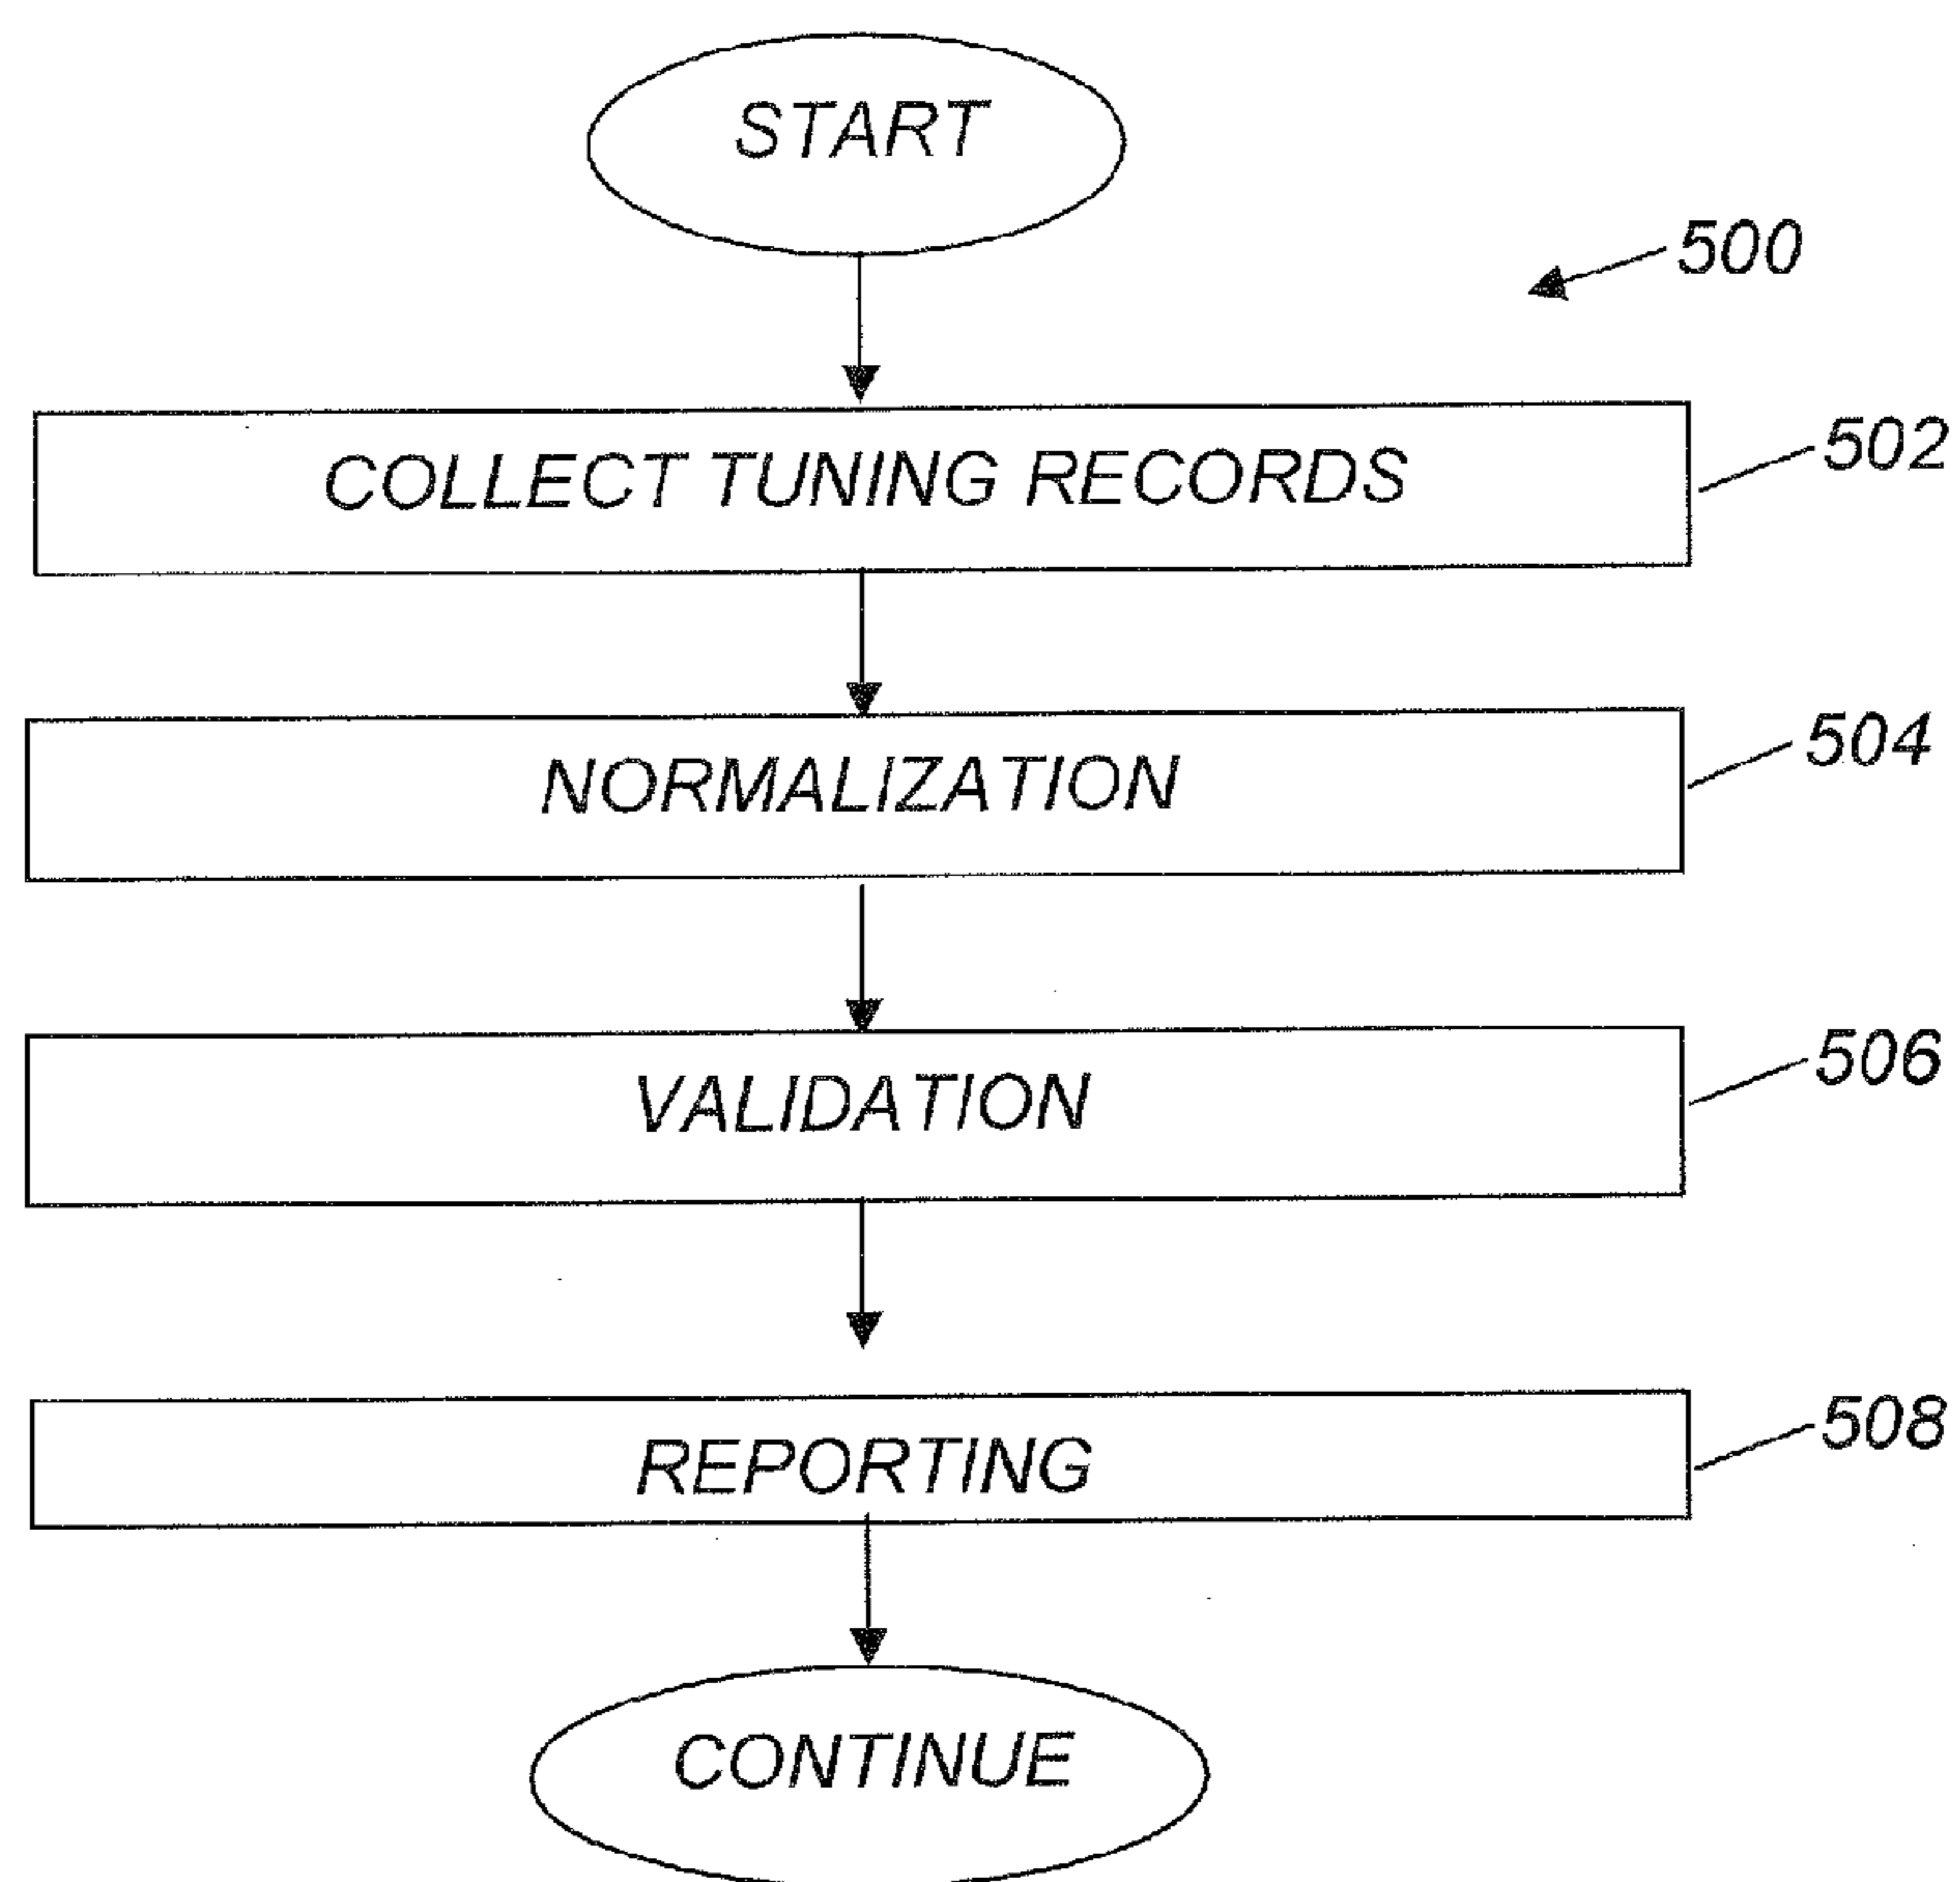 START
500
COLLECT TUNING RECORDS
502
NORMALIZATION
504
VALIDATION
506
REPORTING
508
CONTINUE